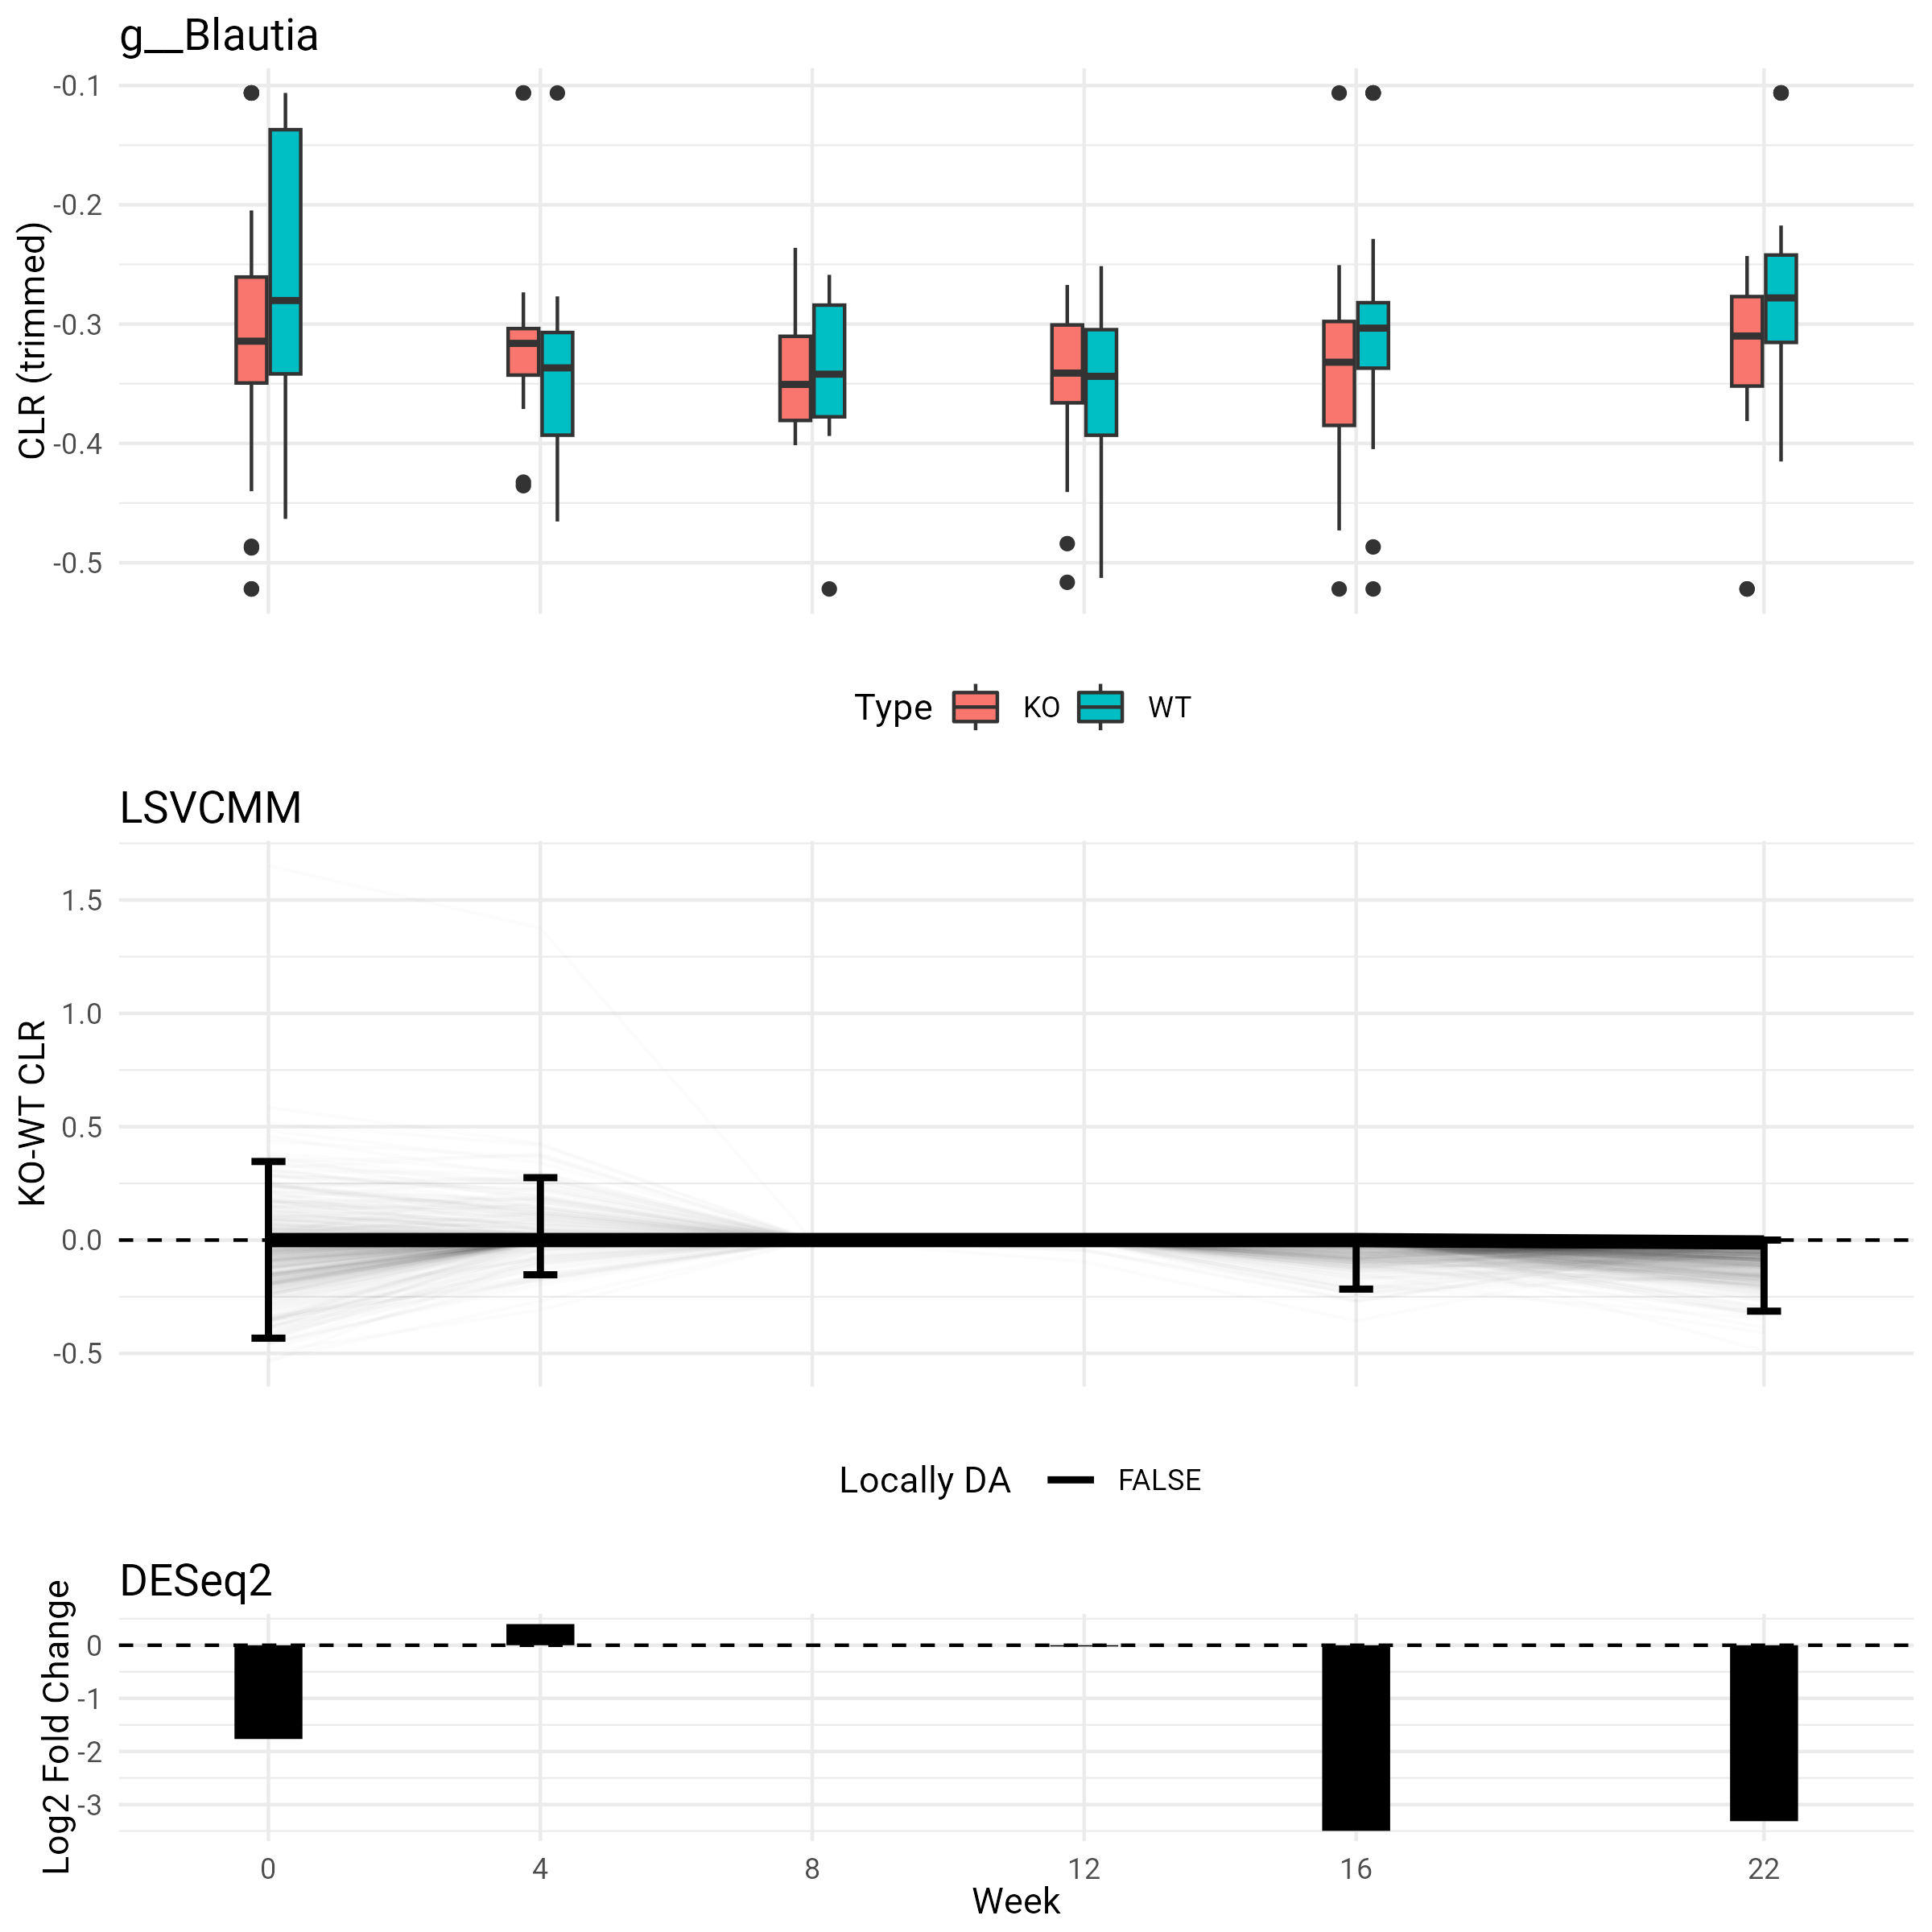 g__Blautia
CLR (trimmed)
-0.1
-0.2
-0.3
-0.4
-0.5
Type KO WT
LSVCMM
KO-WT CLR
1.5
1.0
0.5
0.0
-0.5
Locally DA FALSE
DESeq2
Log2 Fold Change
0
-1
-2
-3
0 4 8 12 16 22
Week